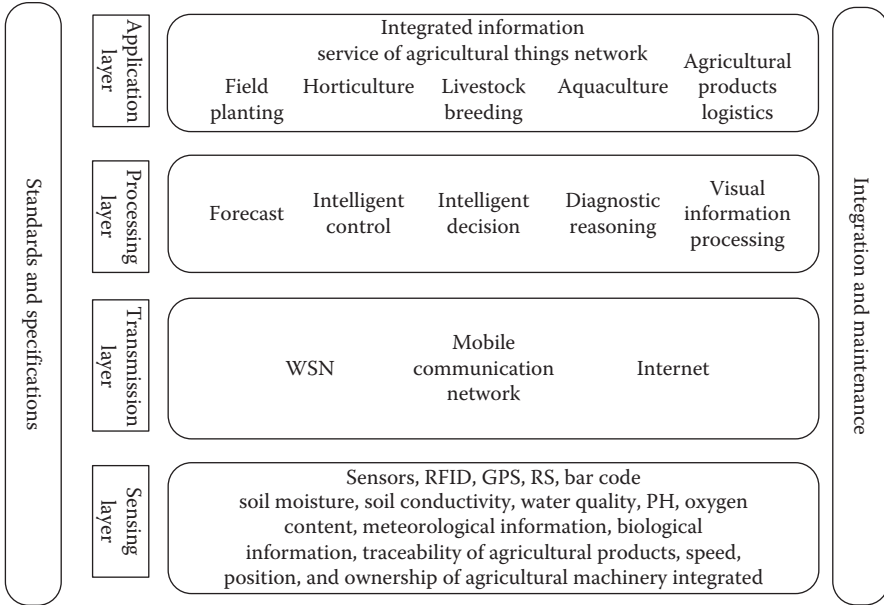 Standards and specifications
Application
layer
Integrated information
service of agricultural things network
Field
planting
Horticulture
Livestock
breeding
Aquaculture
Agricultural
products
logistics
Processing
layer
Forecast
Intelligent
control
Intelligent
decision
Diagnostic
reasoning
Visual
information
processing
Transmission
layer
WSN
Mobile
communication
network
Internet
Sensing
layer
Sensors, RFID, GPS, RS, bar code
soil moisture, soil conductivity, water quality, PH, oxygen
content, meteorological information, biological
information, traceability of agricultural products, speed,
position, and ownership of agricultural machinery integrated
Integration and maintenance